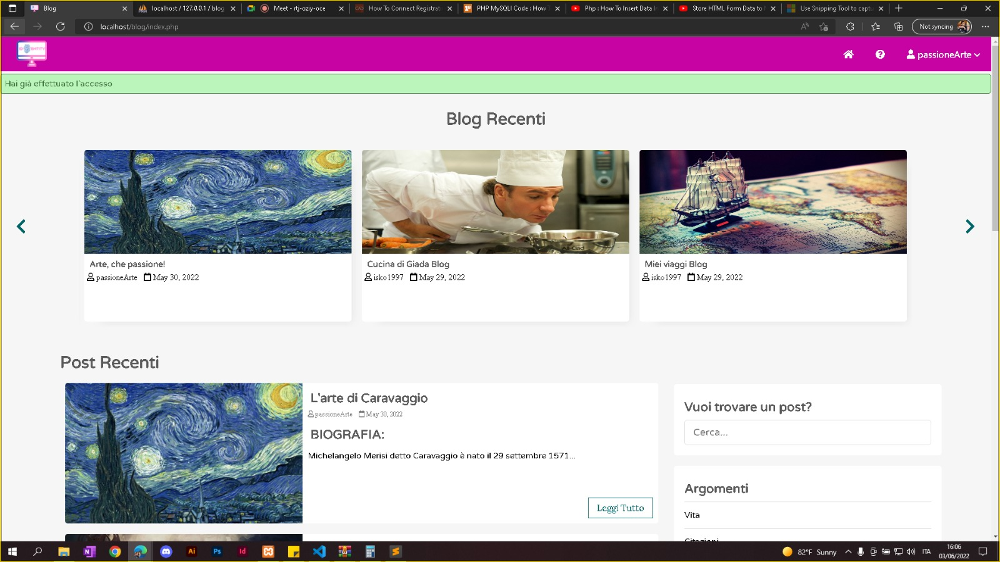 Blog
localhost / 127.0.0.1 / blog
Meet - rtj-oziy-oce
How To Connect Registrati
PHP MySQLI Code : How T
Php : How To Insert Data In
Store HTML Form Data to
Use Snipping Tool to captu
localhost/blog/index.php
Not syncing
passioneArte
Hai già effettuato l`accesso
Blog Recenti
Arte, che passione!
passioneArte May 30, 2022
Cucina di Giada Blog
isko1997 May 29, 2022
Miei viaggi Blog
isko1997 May 29, 2022
Post Recenti
L'arte di Caravaggio
passioneArte May 30, 2022
BIOGRAFIA:
Michelangelo Merisi detto Caravaggio è nato il 29 settembre 1571...
Leggi Tutto
Vuoi trovare un post?
Cerca...
Argomenti
Vita
Citazioni
82°F Sunny
ITA
16:06
03/06/2022